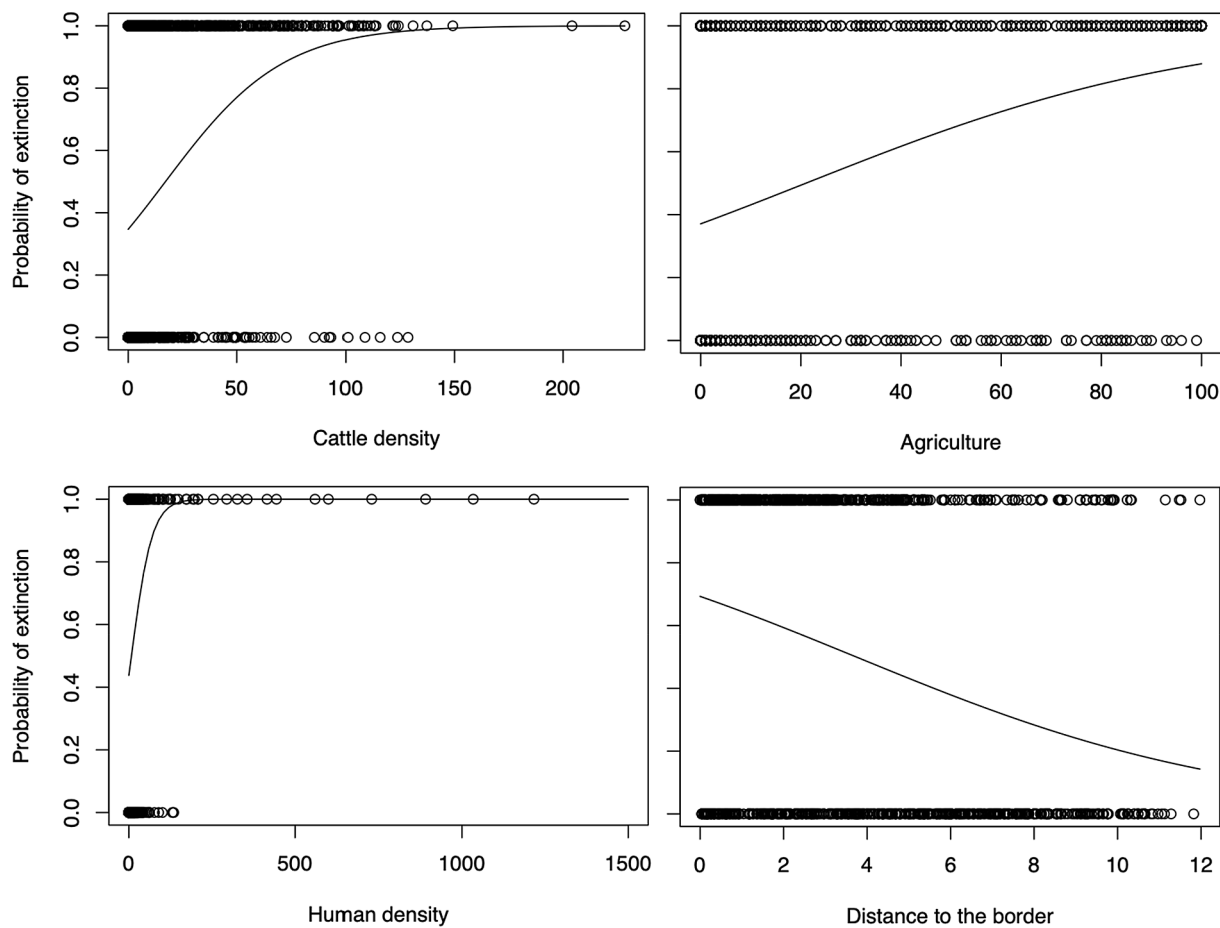 Probability of extinction
0.0 0.2 0.4 0.6 0.8 1.0
0 50 100 150 200
Cattle density
0 20 40 60 80 100
Agriculture
Probability of extinction
0.0 0.2 0.4 0.6 0.8 1.0
0 500 1000 1500
Human density
0 2 4 6 8 10 12
Distance to the border